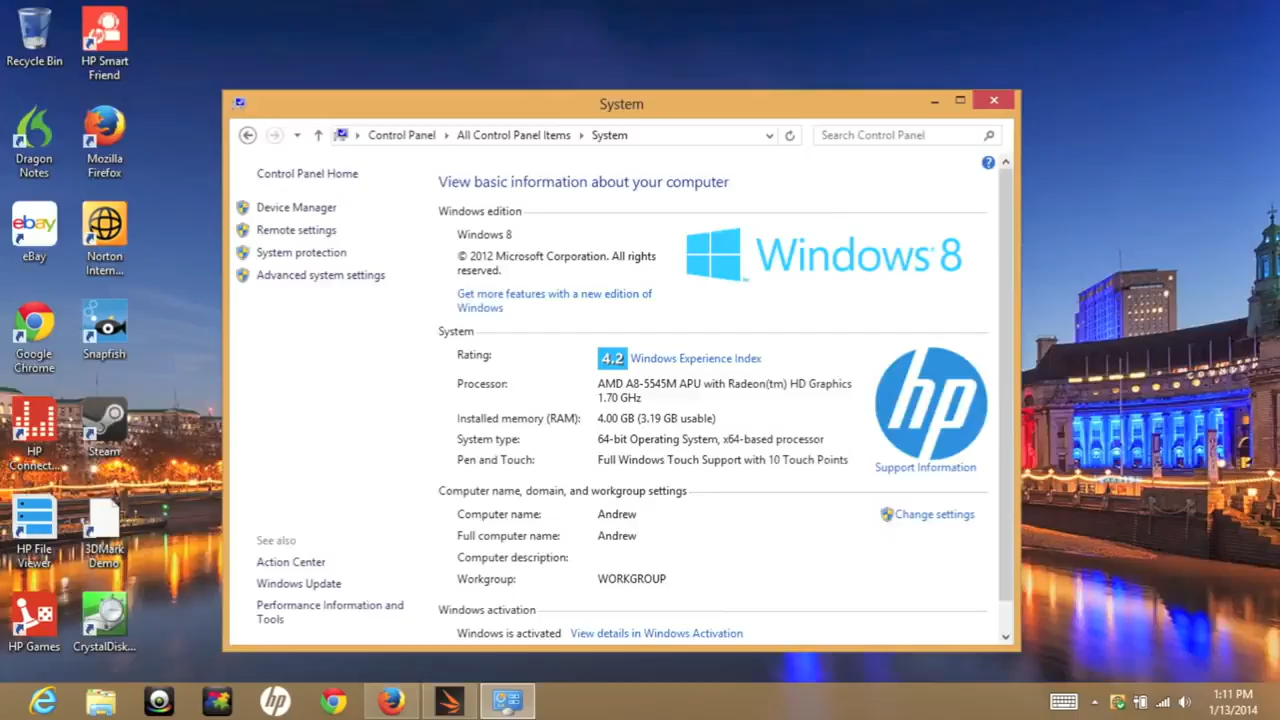 Recycle Bin
HP Smart
Friend
Dragon
Notes
Mozilla
Firefox
ebay
eBay
Norton
Intern...
Google
Chrome
Snapfish
HP
Connect...
Steam
HP File
Viewer
3DMark
Demo
HP Games
CrystalDisk...
System
Control Panel
All Control Panel Items
System
Search Control Panel
Control Panel Home
Device Manager
Remote settings
System protection
Advanced system settings
See also
Action Center
Windows Update
Performance Information and
Tools
View basic information about your computer
Windows edition
Windows 8
© 2012 Microsoft Corporation. All rights
reserved.
Get more features with a new edition of
Windows
Windows 8
System
Rating:
4.2 Windows Experience Index
Processor:
AMD A8-5545M APU with Radeon(tm) HD Graphics
1.70 GHz
Installed memory (RAM):
4.00 GB (3.19 GB usable)
System type:
64-bit Operating System, x64-based processor
Pen and Touch:
Full Windows Touch Support with 10 Touch Points
hp
Support Information
Computer name, domain, and workgroup settings
Computer name:
Andrew
Change settings
Full computer name:
Andrew
Computer description:
Workgroup:
WORKGROUP
Windows activation
Windows is activated View details in Windows Activation
hp
1:11 PM
1/13/2014